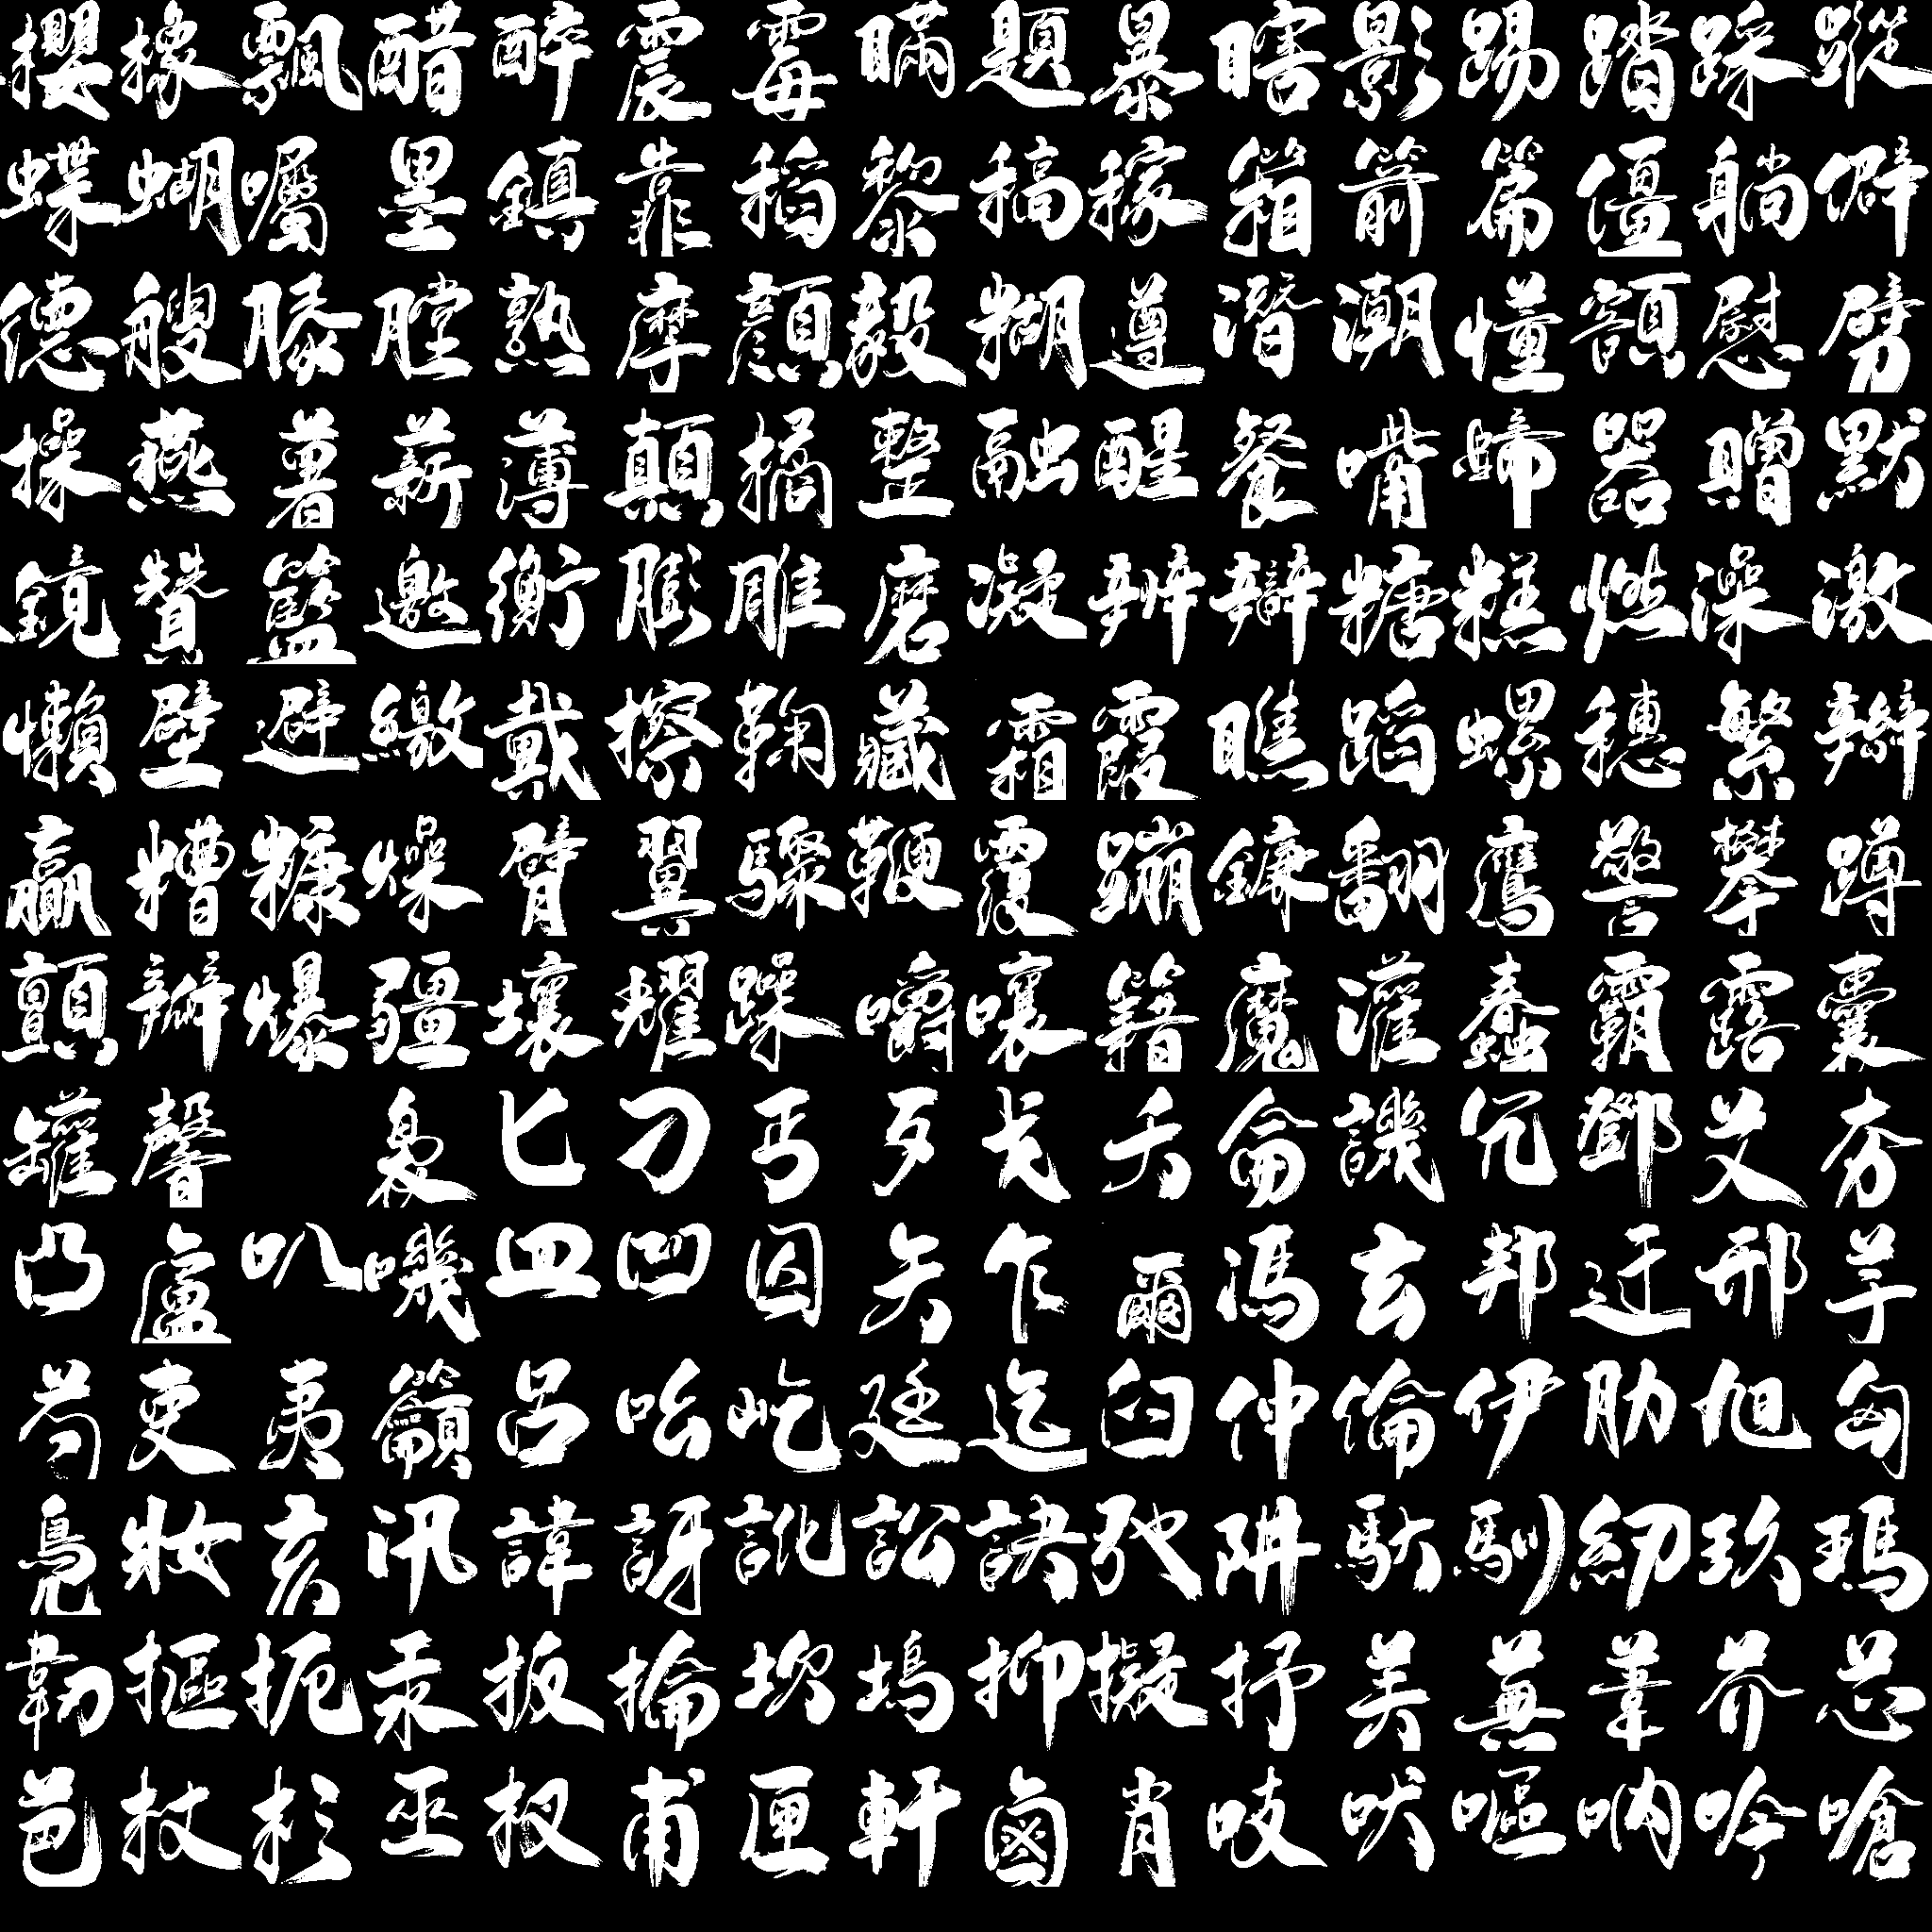 櫻橡飄醋醉震霉瞞題暴瞎影踢踏踩蹤
蝶蝴囑墨鎮靠稻黎稿稼箱箭篇僵躺僻
德艘膝膛熟摩顏毅糊遵潛潮懂額慰劈
操燕薯薪薄顛橘整融醒餐嘴蹄器贈默
鏡贊籃邀衡膨雕磨凝辨辯糖糕燃澡激
懶壁避繳戴擦鞠藏霜霞瞧蹈螺穗繁辮
贏糟糠燥臂翼驟鞭覆蹦鐮翻鷹警攀蹲
顫瓣爆疆壞耀躁嚼嚷籍魔灌蠢霸露囊
罐馨梟匕刁丐歹戈夭侖譏冗鄧艾夯
凸盧叭嘰皿凹囚矢乍爾馮玄邦迂邢芋
芍吏夷籲呂吆屹廷迄臼仲倫伊肋旭匈
鳧妝亥汛諱訝訛訟訣弛阱馱馴紉玖瑪
韌摳扼汞扳掄坎塢抑擬抒芙蕪葦芥芯
芭杖杉巫杈甫匣軒鹵肖吱吠嘔吶吟嗆